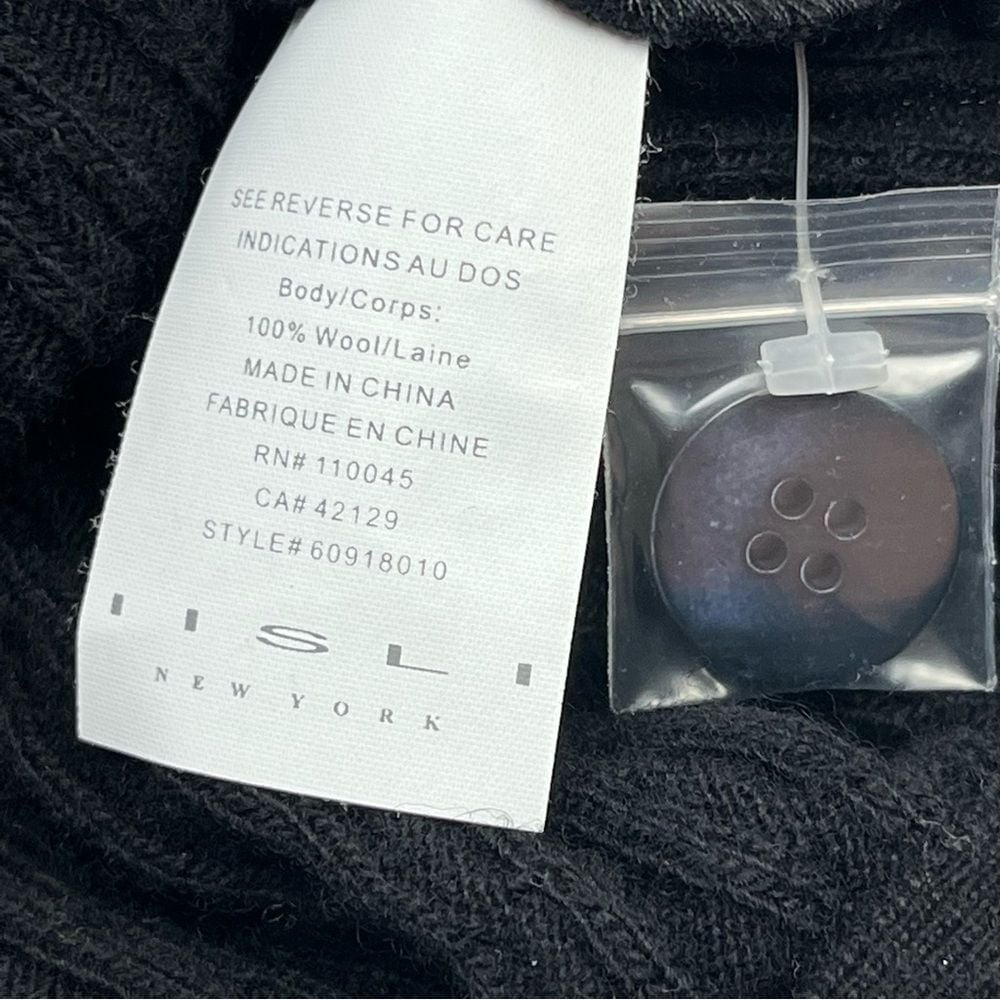 SEE REVERSE FOR CARE
INDICATIONS AU DOS
Body/Corps:
100% Wool/Laine
MADE IN CHINA
FABRIQUE EN CHINE
RN# 110045
CA# 42129
STYLE# 60918010
I I S L I
NEW YORK